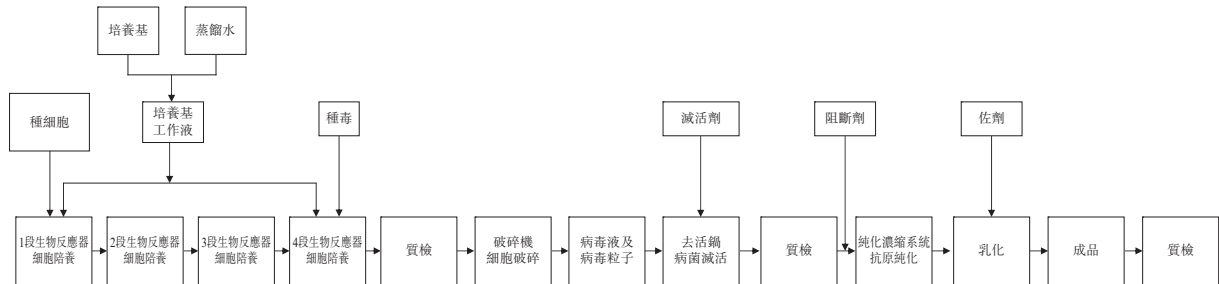 培養基
蒸餾水
種細胞
培養基
工作液
種毒
滅活劑
阻斷劑
佐劑
1段生物反應器
細胞陪養
2段生物反應器
細胞陪養
3段生物反應器
細胞陪養
4段生物反應器
細胞陪養
質檢
破碎機
細胞破碎
病毒液及
病毒粒子
去活鍋
病菌滅活
質檢
純化濃縮系統
抗原純化
乳化
成品
質檢